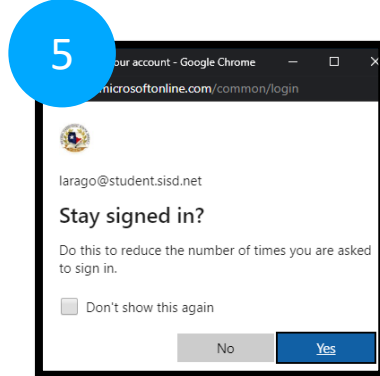 5
our account - Google Chrome
microsoftonline.com/common/login
larago@student.sisd.net
Stay signed in?
Do this to reduce the number of times you are asked
to sign in.
Don't show this again
No
Yes